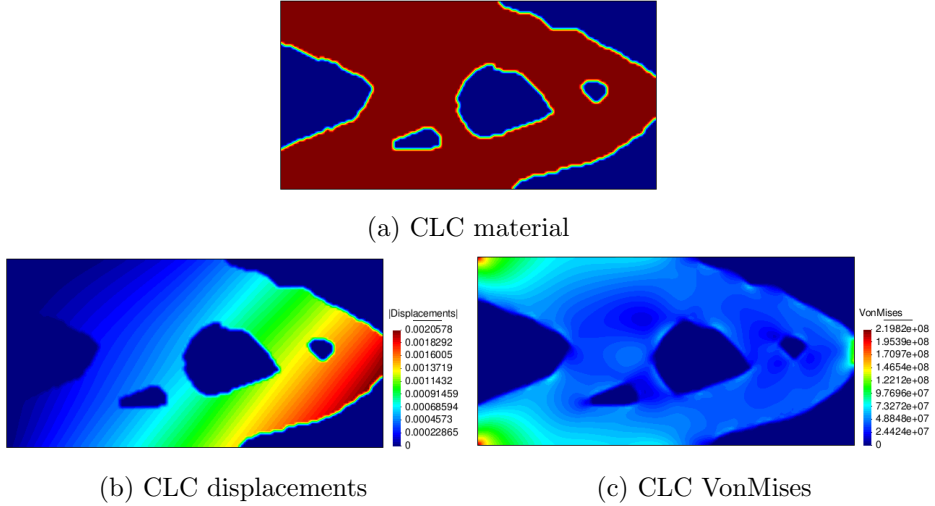 (a) CLC material
|Displacements|
0.0020578
0.0018292
0.0016005
0.0013719
0.0011432
0.00091459
0.00068594
0.0004573
0.00022865
0
VonMises
2.1982e+08
1.9539e+08
1.7097e+08
1.4654e+08
1.2212e+08
9.7696e+07
7.3272e+07
4.8848e+07
2.4424e+07
0
(b) CLC displacements
(c) CLC VonMises